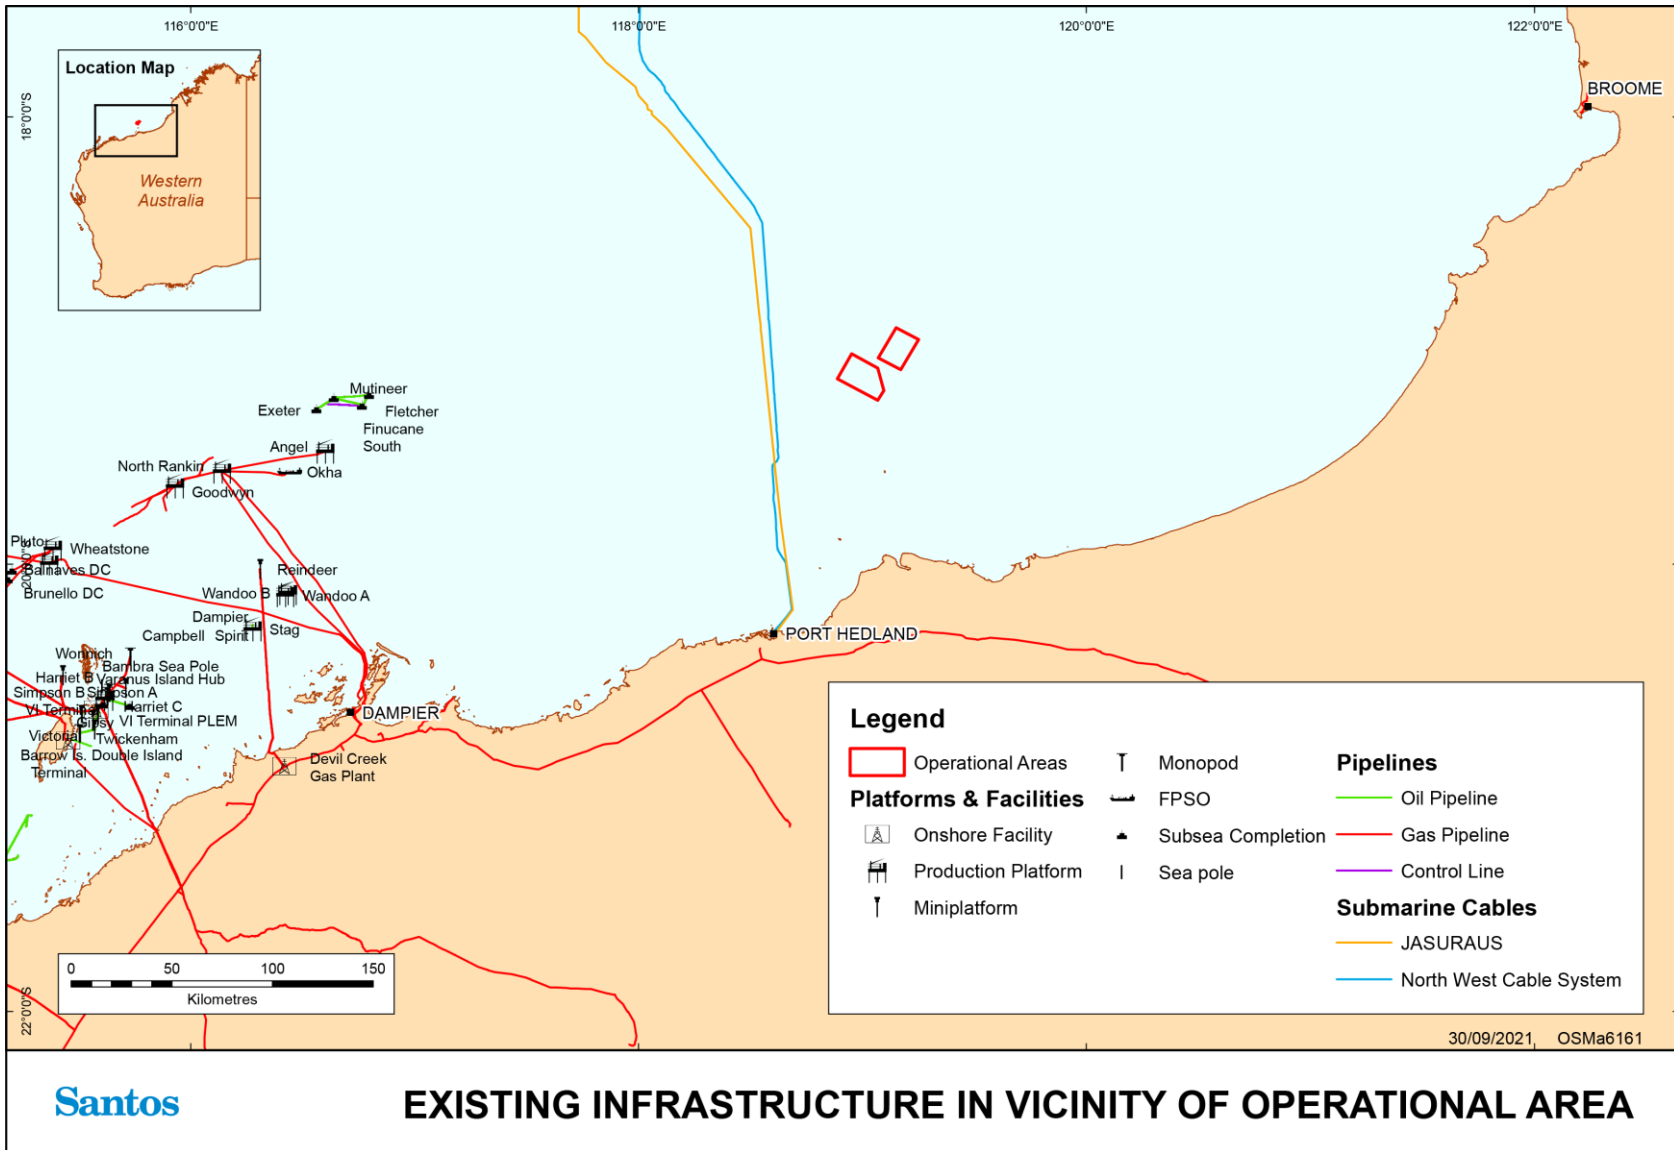 116°0'0"E
118°0'0"E
120°0'0"E
122°0'0"E
18°0'0"S
20°0'0"S
22°0'0"S
Location Map
Western
Australia
BROOME
Mutineer
Exeter
Fletcher
Finucane
South
Angel
North Rankin
Okha
Goodwyn
Pluto
Wheatstone
Balnaves DC
Brunello DC
Reindeer
Wandoo B
Wandoo A
Dampier
Spirit
Stag
Campbell
PORT HEDLAND
Wonnich
Bambra Sea Pole
Harriet B
Varanus Island Hub
Simpson B
Simpson A
Harriet C
VI Terminal
Gipsy
VI Terminal PLEM
Victoria
Twickenham
Barrow Is.
Terminal
Double Island
DAMPIER
Devil Creek
Gas Plant
Legend
Operational Areas
Platforms & Facilities
Onshore Facility
Production Platform
Miniplatform
Monopod
FPSO
Subsea Completion
Sea pole
Pipelines
Oil Pipeline
Gas Pipeline
Control Line
Submarine Cables
JASURAUS
North West Cable System
0 50 100 150
Kilometres
30/09/2021 OSMa6161
Santos
EXISTING INFRASTRUCTURE IN VICINITY OF OPERATIONAL AREA